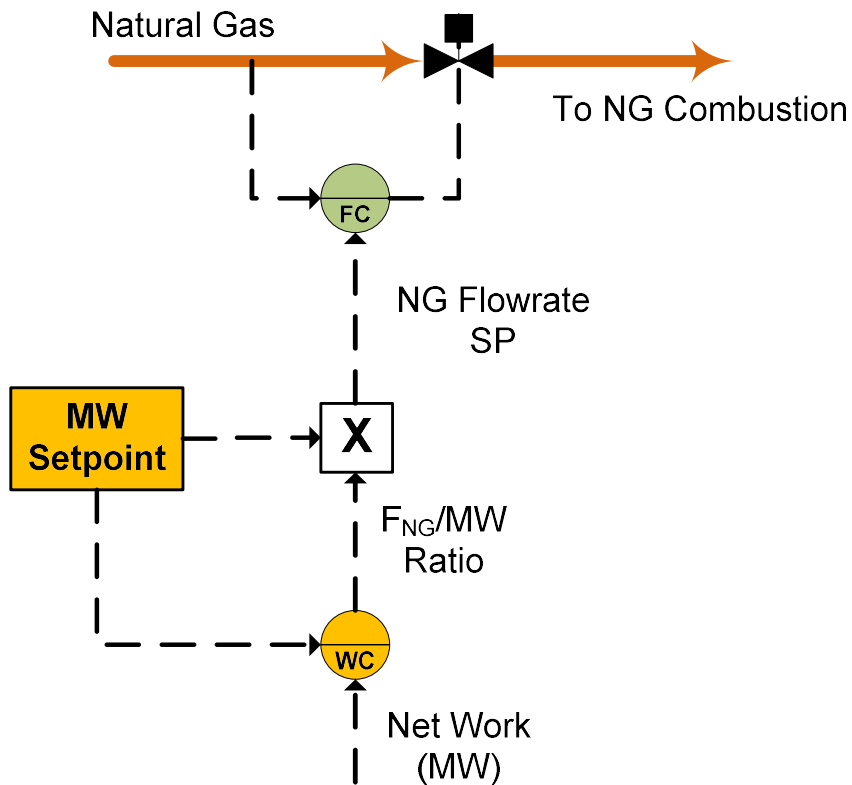 Natural Gas
To NG Combustion
FC
NG Flowrate
SP
MW
Setpoint
X
F_NG/MW
Ratio
WC
Net Work
(MW)